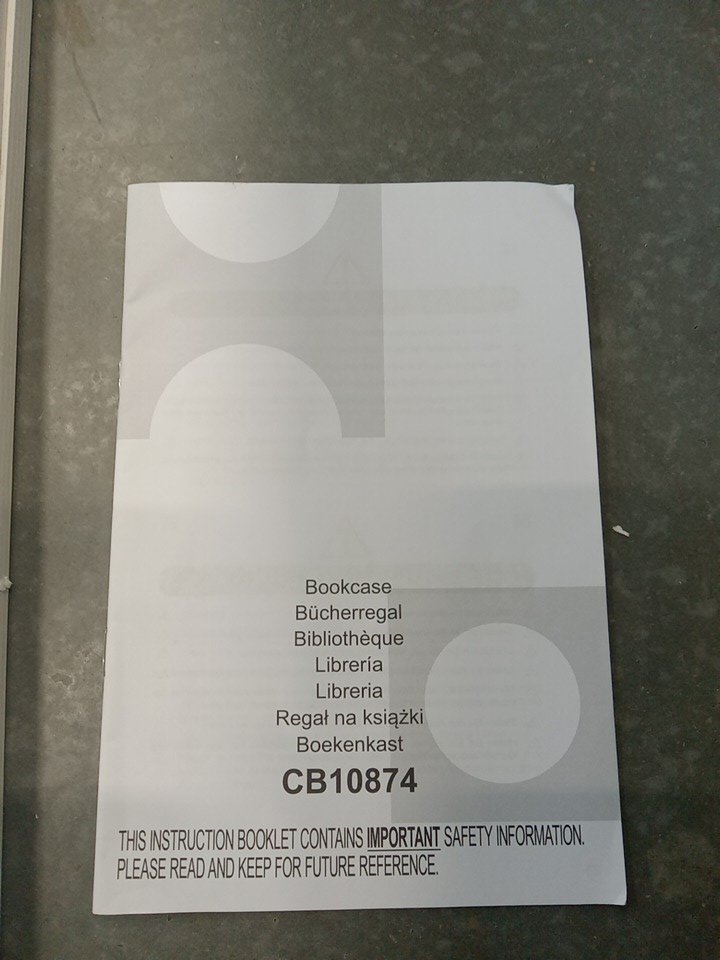 Bookcase
Bücherregal
Bibliothèque
Librería
Libreria
Regał na książki
Boekenkast
CB10874
THIS INSTRUCTION BOOKLET CONTAINS IMPORTANT SAFETY INFORMATION.
PLEASE READ AND KEEP FOR FUTURE REFERENCE.